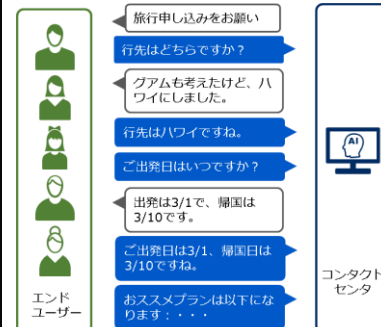 旅行申し込みをお願い
行先はどちらですか？
グアムも考えたけど、ハ
ワイにしました。
行先はハワイですね。
ご出発日はいつですか？
出発は3/1で、帰国は
3/10です。
ご出発日は3/1、帰国日は
3/10ですね。
おススメプランは以下にな
ります：・・・
エンド
ユーザー
AI
コンタクト
センタ